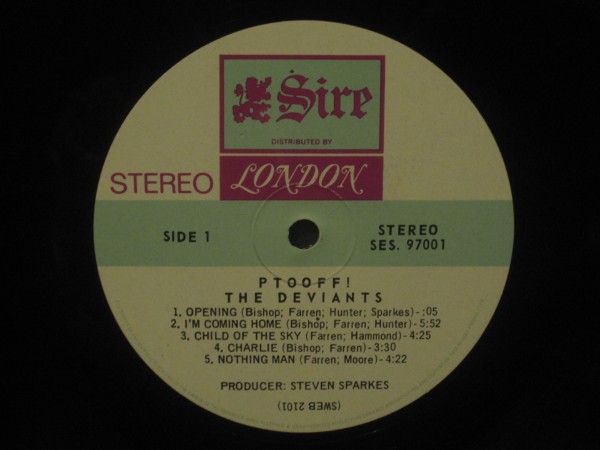 Sire
DISTRIBUTED BY
STEREO
LONDON
SIDE 1
STEREO
SES. 97001
PTOOFF!
THE DEVIANTS
1. OPENING (Bishop; Farren; Hunter; Sparkes) - :05
2. I'M COMING HOME (Bishop; Farren; Hunter) - 5:52
3. CHILD OF THE SKY (Farren; Hammond) - 4:25
4. CHARLIE (Bishop; Farren) - 3:30
5. NOTHING MAN (Farren; Moore) - 4:22
PRODUCER: STEVEN SPARKES
(SWEB 2101)